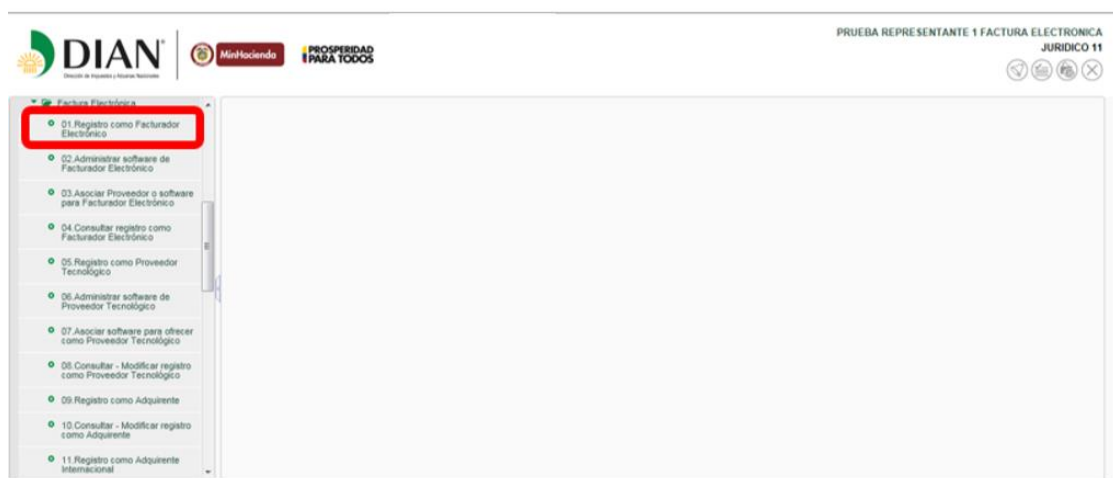 PRUEBA REPRESENTANTE 1 FACTURA ELECTRONICA
JURIDICO 11
DIAN
Dirección de Impuestos y Aduanas Nacionales
MinHacienda
PROSPERIDAD
PARA TODOS
Factura Electrónica
01.Registro como Facturador
Electrónico
02.Administrar software de
Facturador Electrónico
03.Asociar Proveedor o software
para Facturador Electrónico
04.Consultar registro como
Facturador Electrónico
05.Registro como Proveedor
Tecnológico
06.Administrar software de
Proveedor Tecnológico
07.Asociar software para ofrecer
como Proveedor Tecnológico
08.Consultar - Modificar registro
como Proveedor Tecnológico
09.Registro como Adquirente
10.Consultar - Modificar registro
como Adquirente
11.Registro como Adquirente
Internacional